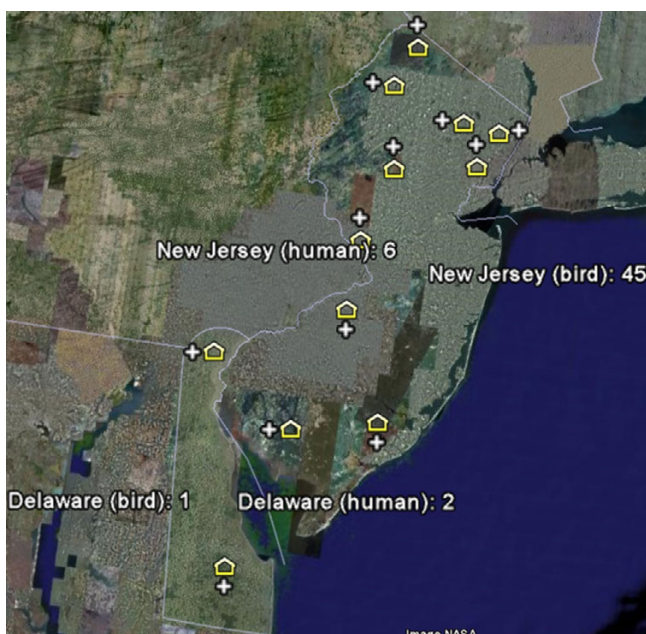 New Jersey (human): 6
New Jersey (bird): 45
Delaware (bird): 1
Delaware (human): 2
Image NASA